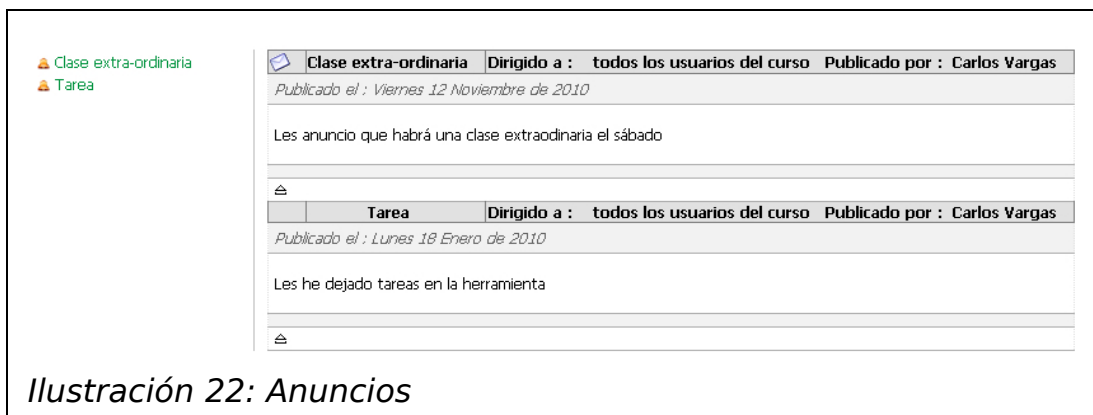 Clase extra-ordinaria
Tarea
Clase extra-ordinaria Dirigido a : todos los usuarios del curso Publicado por : Carlos Vargas
Publicado el : Viernes 12 Noviembre de 2010
Les anuncio que habrá una clase extraodinaria el sábado
Tarea Dirigido a : todos los usuarios del curso Publicado por : Carlos Vargas
Publicado el : Lunes 18 Enero de 2010
Les he dejado tareas en la herramienta
Ilustración 22: Anuncios